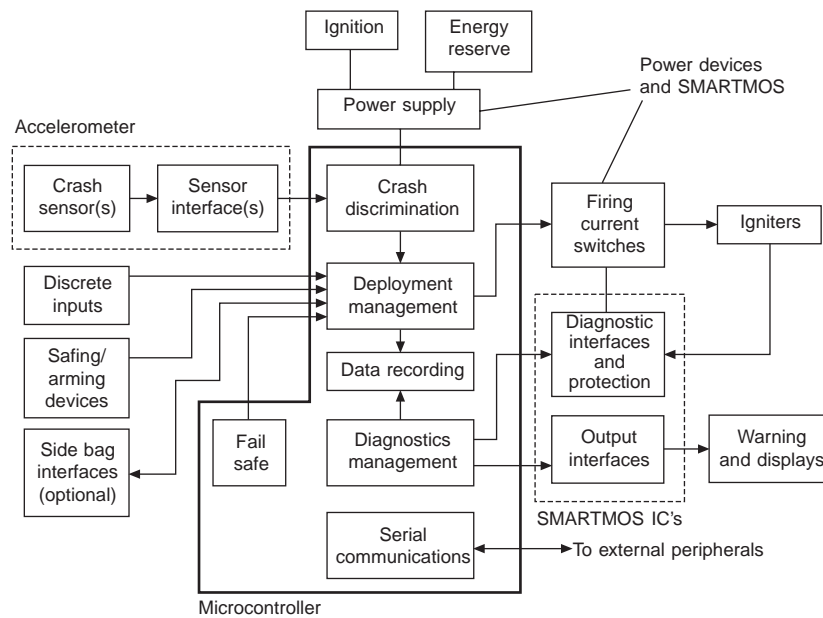 Ignition
Energy
reserve
Power devices
and SMARTMOS
Power supply
Accelerometer
Crash
sensor(s)
Sensor
interface(s)
Crash
discrimination
Firing
current
switches
Igniters
Discrete
inputs
Deployment
management
Safing/
arming
devices
Diagnostic
interfaces
and
protection
Data recording
Side bag
interfaces
(optional)
Fail
safe
Diagnostics
management
Output
interfaces
Warning
and displays
SMARTMOS IC's
Serial
communications
To external peripherals
Microcontroller